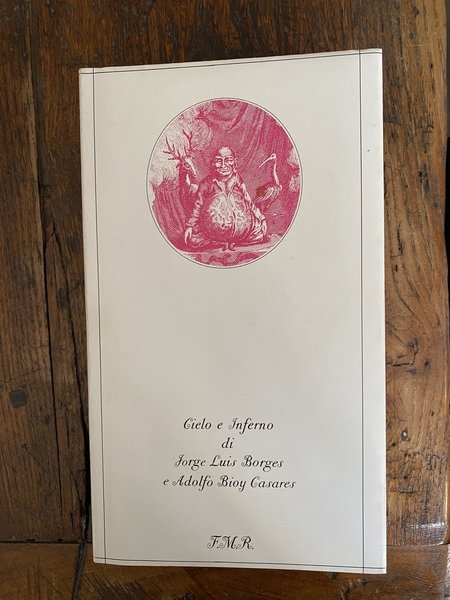 Cielo e Inferno
di
Jorge Luis Borges
e Adolfo Bioy Casares
F.M.R.